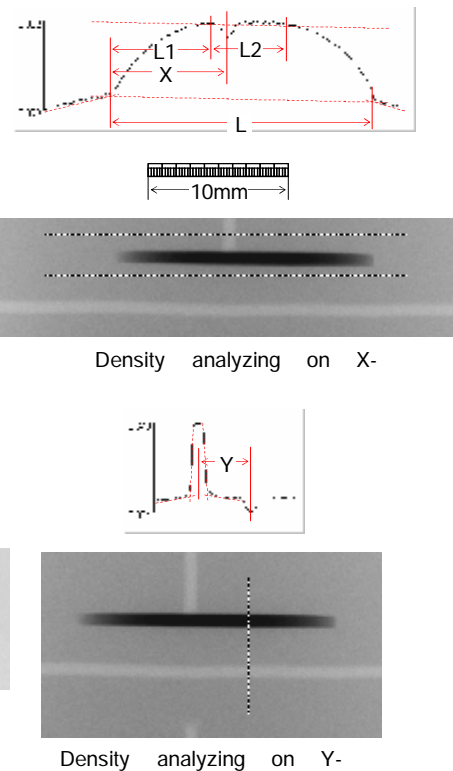 L1 L2
X
L
10mm
Density analyzing on X-
Y
Density analyzing on Y-